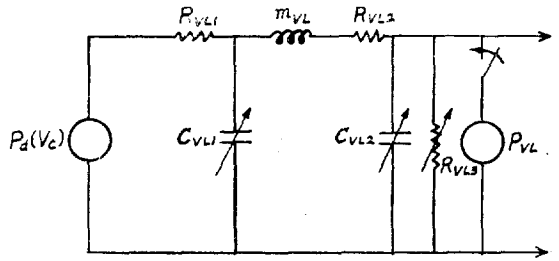 R_VL1
m_VL
R_VL2
P_d(V_c)
C_VL1
C_VL2
R_VL3
P_VL